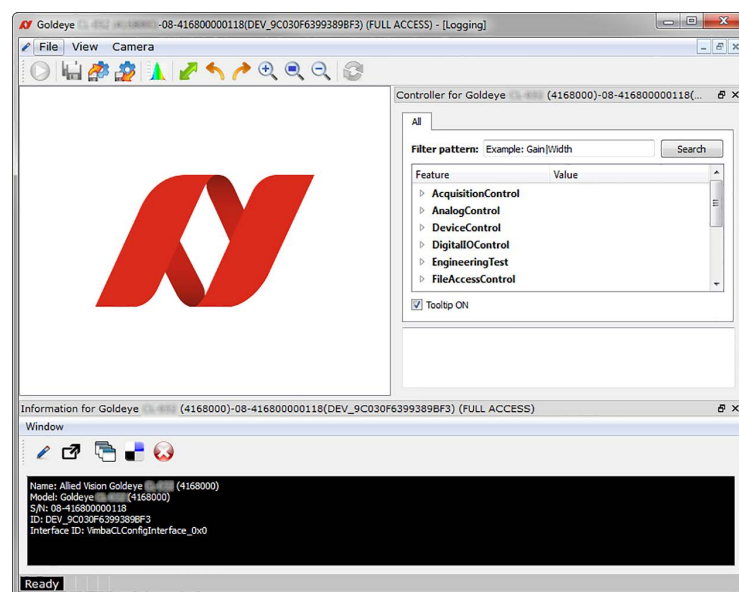 Goldeye -08-416800000118(DEV_9C030F6399389BF3) (FULL ACCESS) - [Logging]
File View Camera
Controller for Goldeye (4168000)-08-416800000118(...
All
Filter pattern: Example: Gain|Width Search
Feature Value
AcquisitionControl
AnalogControl
DeviceControl
DigitalIOControl
EngineeringTest
FileAccessControl
Tooltip ON
Information for Goldeye (4168000)-08-416800000118(DEV_9C030F6399389BF3) (FULL ACCESS)
Window
Name: Allied Vision Goldeye (4168000)
Model: Goldeye (4168000)
S/N: 08-416800000118
ID: DEV_9C030F6399389BF3
Interface ID: VimbaCLConfigInterface_0x0
Ready